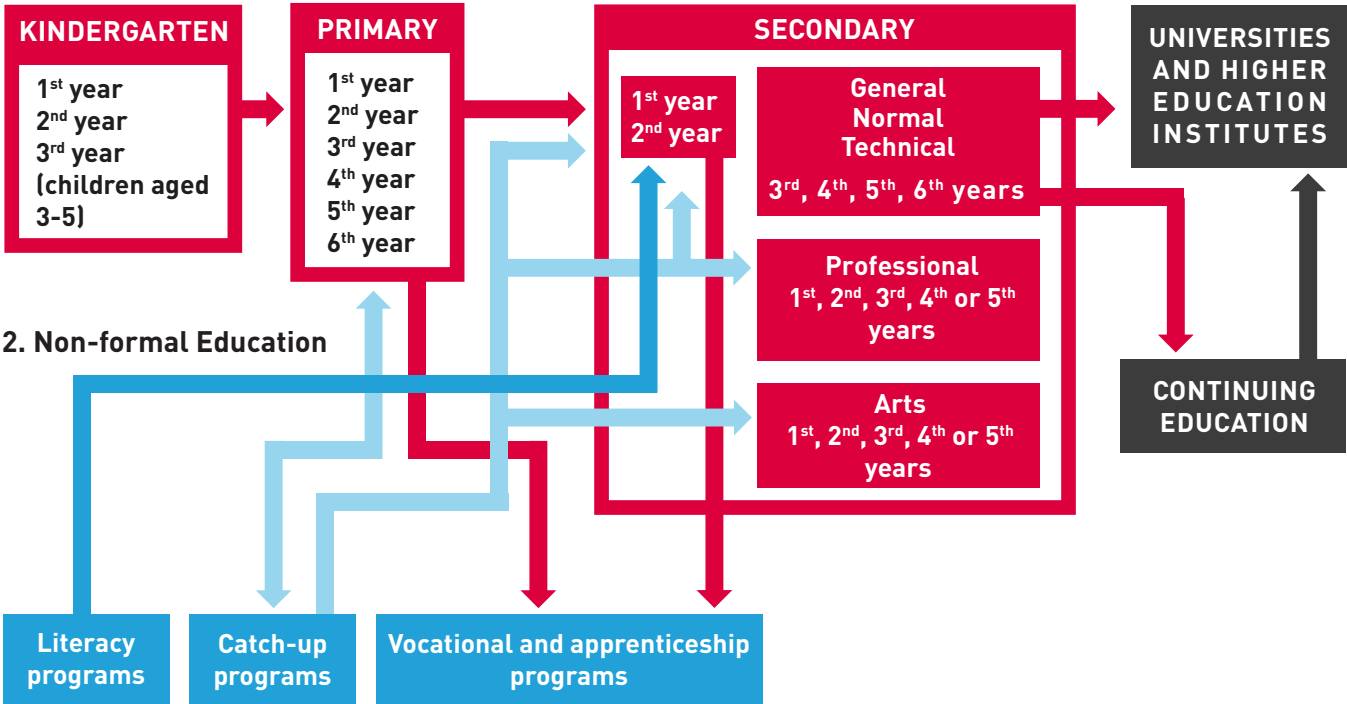 KINDERGARTEN
1st year
2nd year
3rd year
(children aged
3-5)
PRIMARY
1st year
2nd year
3rd year
4th year
5th year
6th year
SECONDARY
1st year
2nd year
General
Normal
Technical
3rd, 4th, 5th, 6th years
Professional
1st, 2nd, 3rd, 4th or 5th
years
Arts
1st, 2nd, 3rd, 4th or 5th
years
UNIVERSITIES
AND HIGHER
EDUCATION
INSTITUTES
CONTINUING
EDUCATION
2. Non-formal Education
Literacy
programs
Catch-up
programs
Vocational and apprenticeship
programs